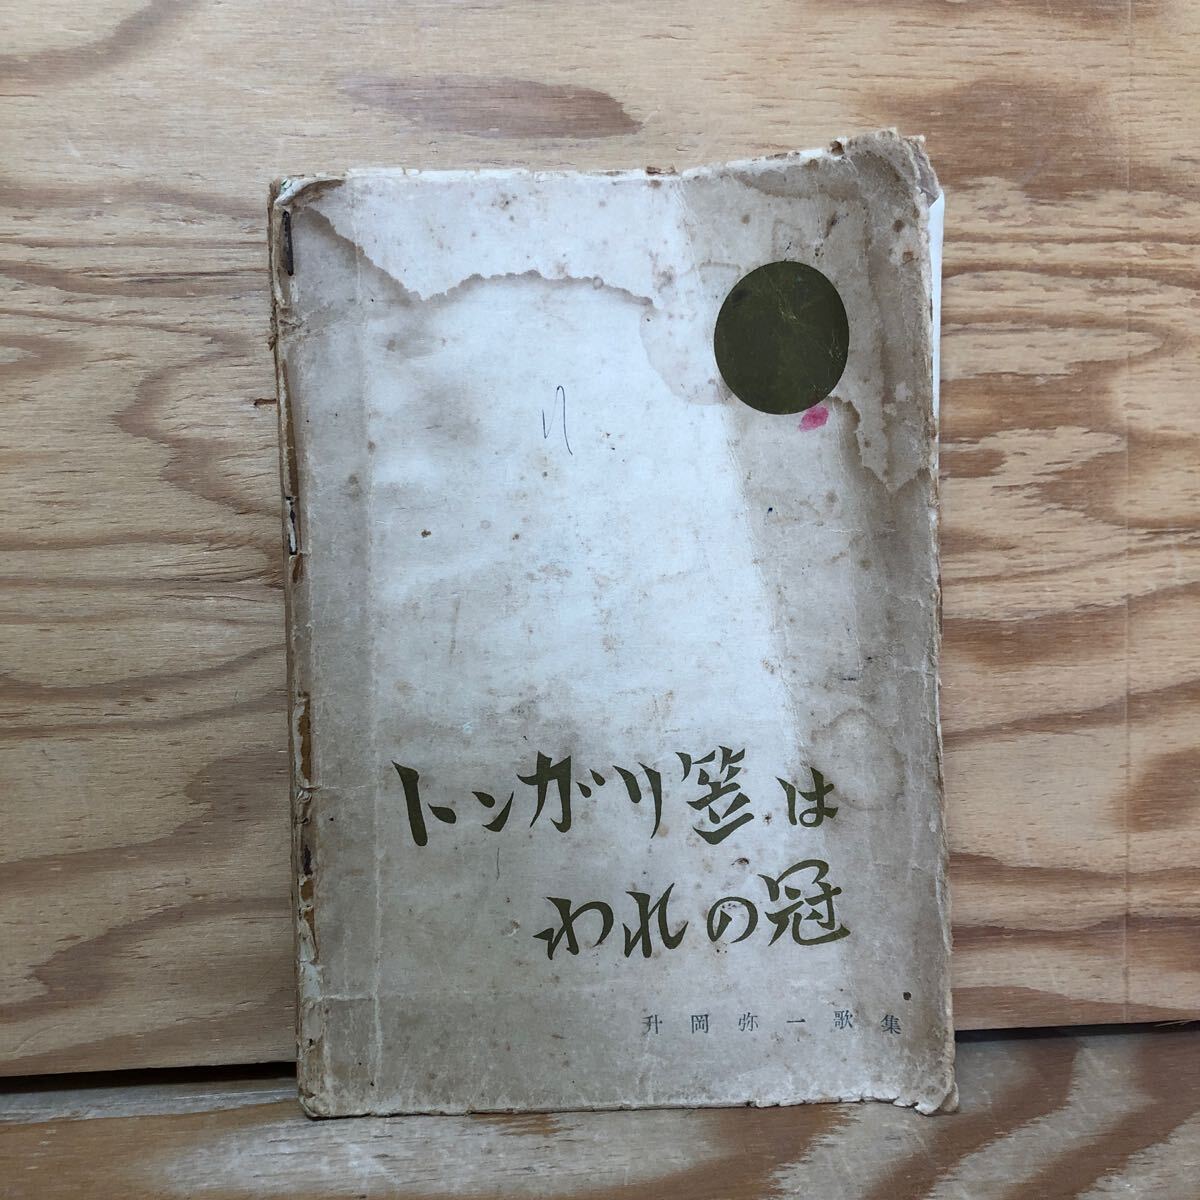 トンガリ笠は
われの冠
升岡弥一歌集